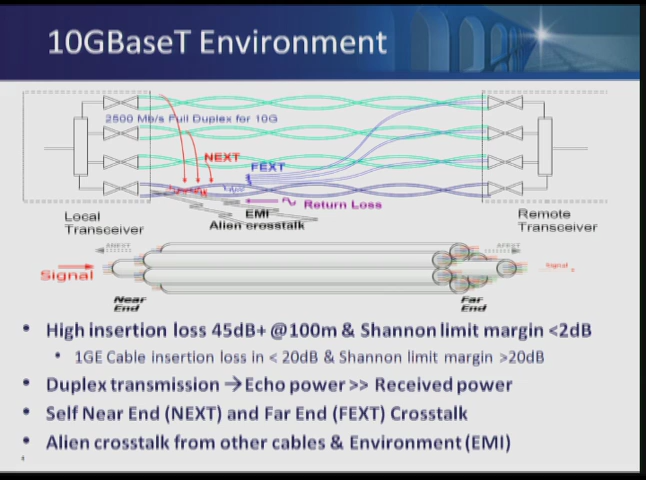 10GBaseT Environment
2500 Mb/s Full Duplex for 10G
NEXT
FEXT
Return Loss
EMI
Alien crosstalk
Local
Transceiver
Remote
Transceiver
ANEXT
AFEXT
Signal
Signal
Near
End
Far
End
• High insertion loss 45dB+ @100m & Shannon limit margin <2dB
• 1GE Cable insertion loss in < 20dB & Shannon limit margin >20dB
• Duplex transmission →Echo power >> Received power
• Self Near End (NEXT) and Far End (FEXT) Crosstalk
• Alien crosstalk from other cables & Environment (EMI)